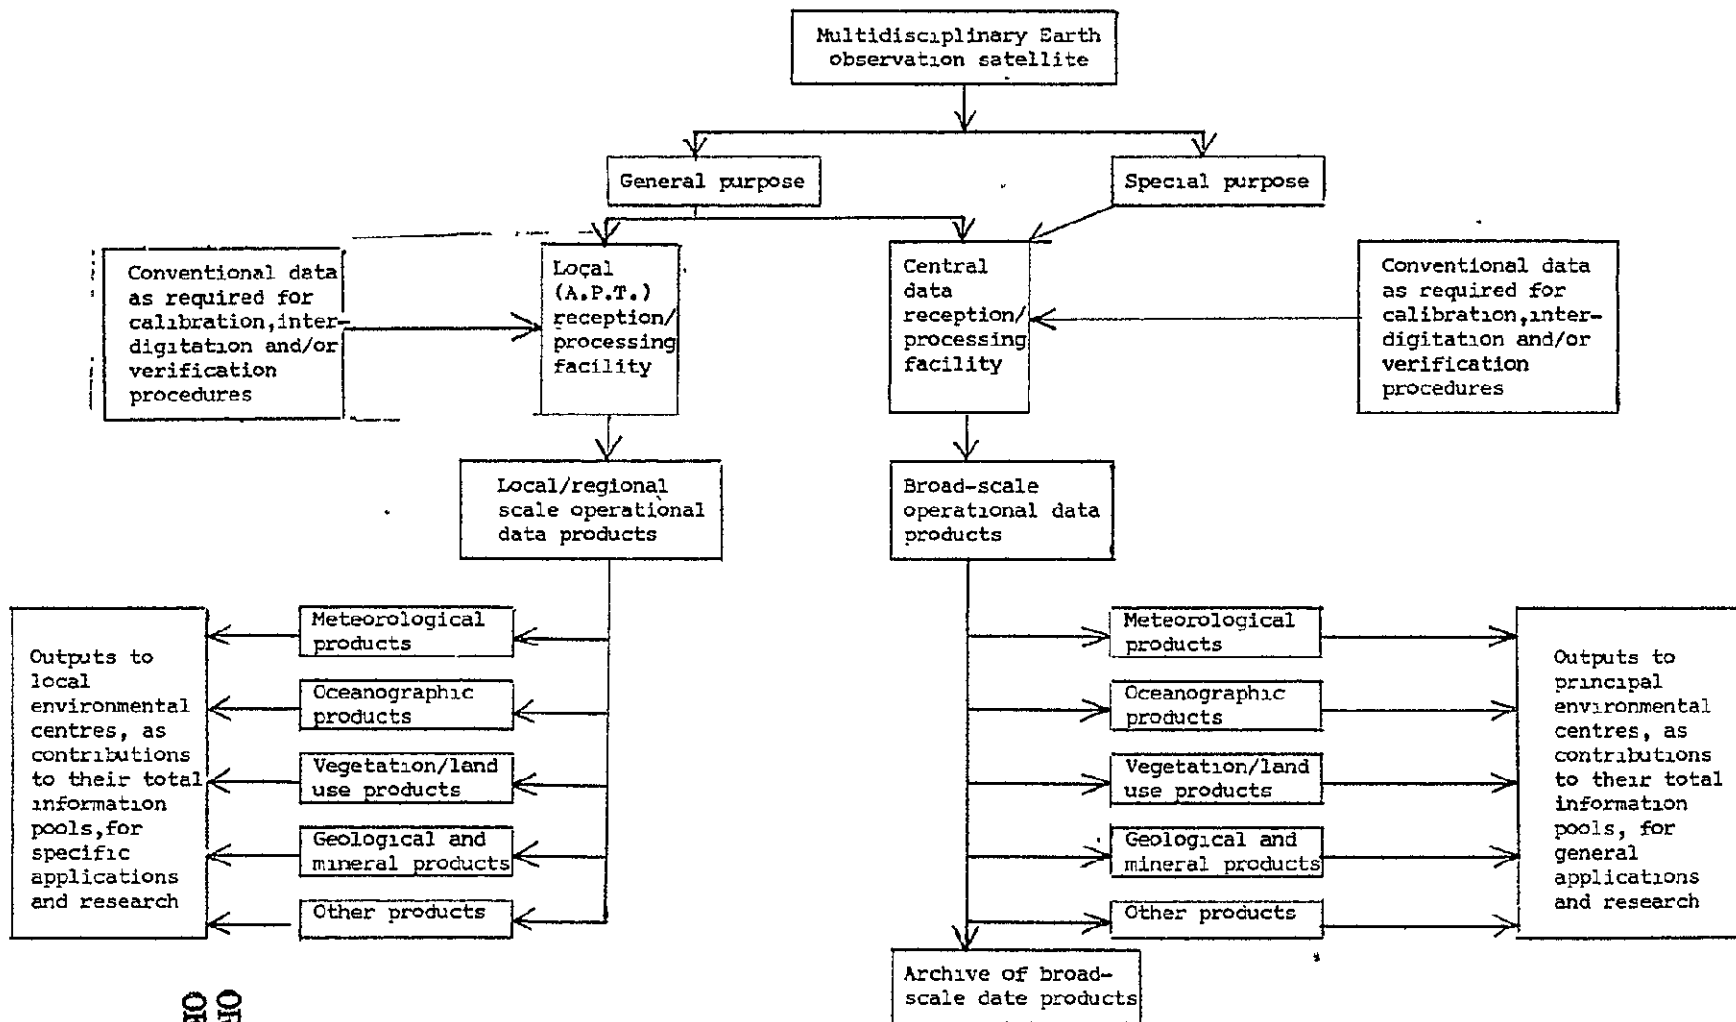 Multidisciplinary Earth
observation satellite
General purpose
Special purpose
Conventional data
as required for
calibration,inter-
digitation and/or
verification
procedures
Local
(A.P.T.)
reception/
processing
facility
Central
data
reception/
processing
facility
Conventional data
as required for
calibration,inter-
digitation and/or
verification
procedures
Local/regional
scale operational
data products
Broad-scale
operational data
products
Outputs to
local
environmental
centres, as
contributions
to their total
information
pools,for
specific
applications
and research
Meteorological
products
Oceanographic
products
Vegetation/land
use products
Geological and
mineral products
Other products
Meteorological
products
Oceanographic
products
Vegetation/land
use products
Geological and
mineral products
Other products
Outputs to
principal
environmental
centres, as
contributions
to their total
information
pools, for
general
applications
and research
Archive of broad-
scale date products